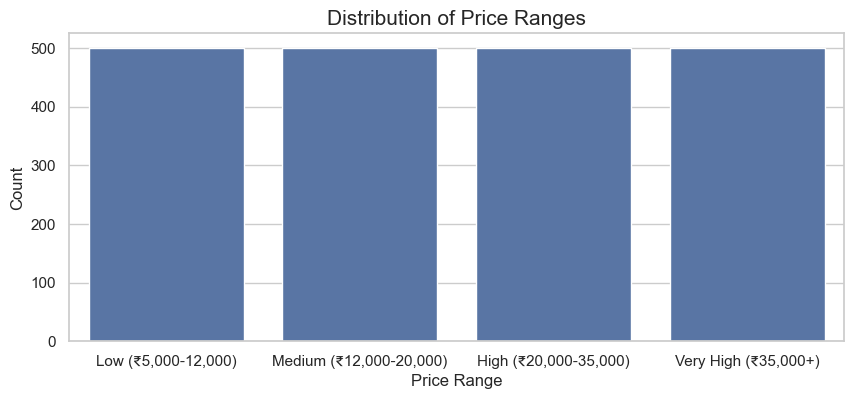 Distribution of Price Ranges
500
400
300
200
100
0
Count
Low (₹5,000-12,000) Medium (₹12,000-20,000) High (₹20,000-35,000) Very High (₹35,000+)
Price Range